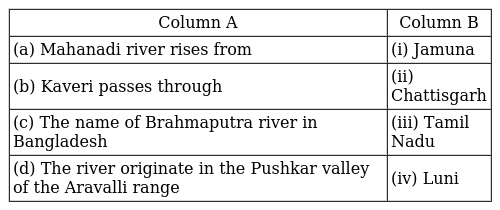 Column A Column B
(a) Mahanadi river rises from (i) Jamuna
(b) Kaveri passes through (ii)
Chattisgarh
(c) The name of Brahmaputra river in
Bangladesh (iii) Tamil
Nadu
(d) The river originate in the Pushkar valley
of the Aravalli range (iv) Luni